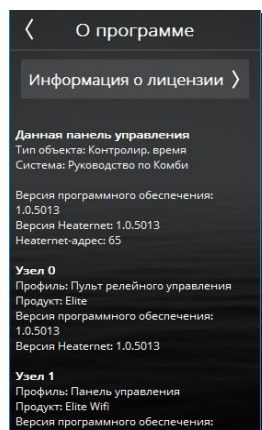 О программе
Информация о лицензии
Данная панель управления
Тип объекта: Контролир. время
Система: Руководство по Комби
Версия программного обеспечения:
1.0.5013
Версия Heaternet: 1.0.5013
Heaternet-адрес: 65
Узел 0
Профиль: Пульт релейного управления
Продукт: Elite
Версия программного обеспечения:
1.0.5013
Версия Heaternet: 1.0.5013
Узел 1
Профиль: Панель управления
Продукт: Elite Wifi
Версия программного обеспечения: